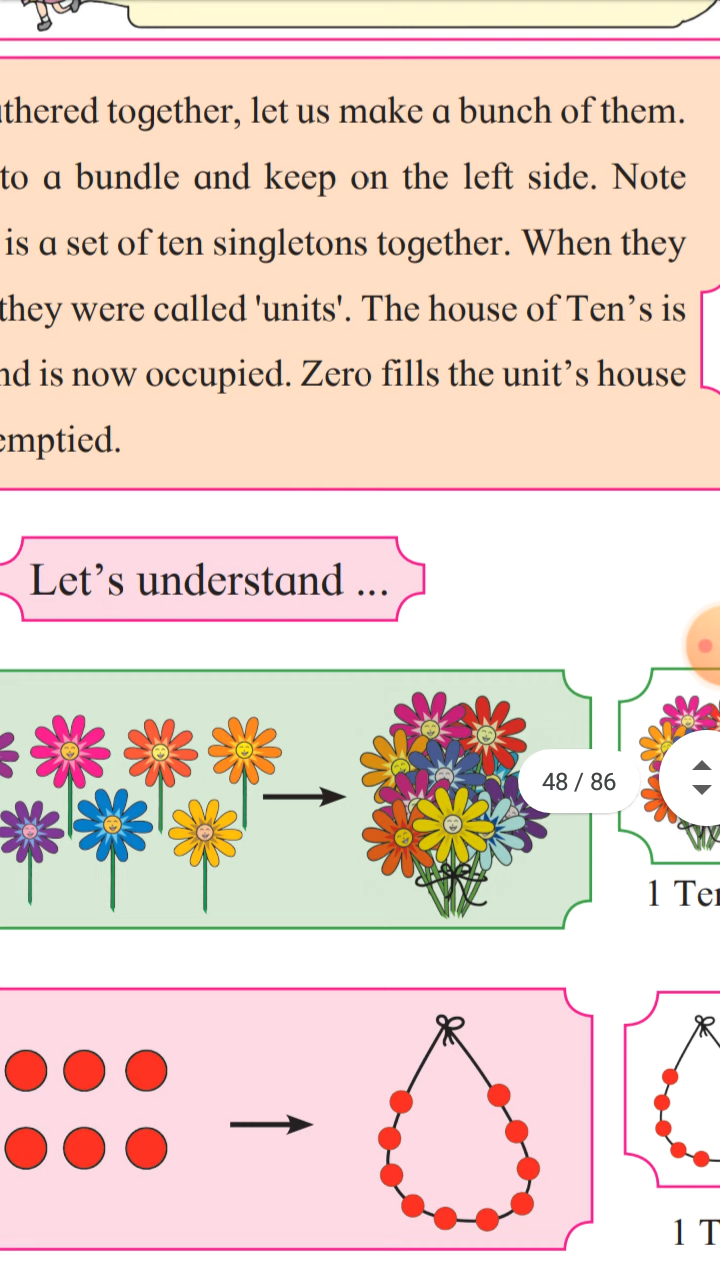 thered together, let us make a bunch of them.
to a bundle and keep on the left side. Note
is a set of ten singletons together. When they
they were called 'units'. The house of Ten's is
nd is now occupied. Zero fills the unit's house
emptied.
Let's understand ...
48 / 86
1 Te
1 T